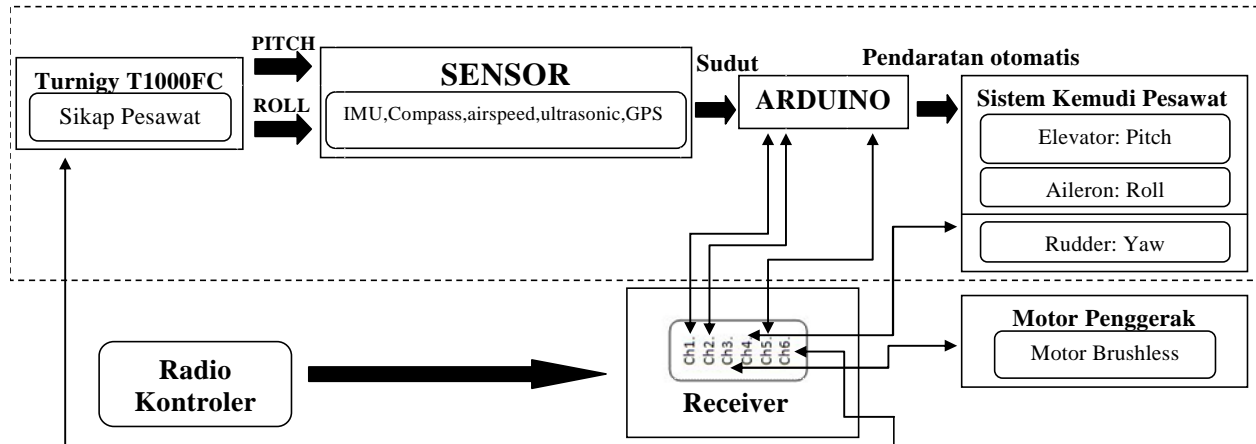 PITCH
Turnigy T1000FC
Sikap Pesawat
ROLL
SENSOR
IMU,Compass,airspeed,ultrasonic,GPS
Sudut
ARDUINO
Pendaratan otomatis
Sistem Kemudi Pesawat
Elevator: Pitch
Aileron: Roll
Rudder: Yaw
Radio
Kontroler
Ch1.
Ch2.
Ch3.
Ch4.
Ch5.
Ch6.
Receiver
Motor Penggerak
Motor Brushless